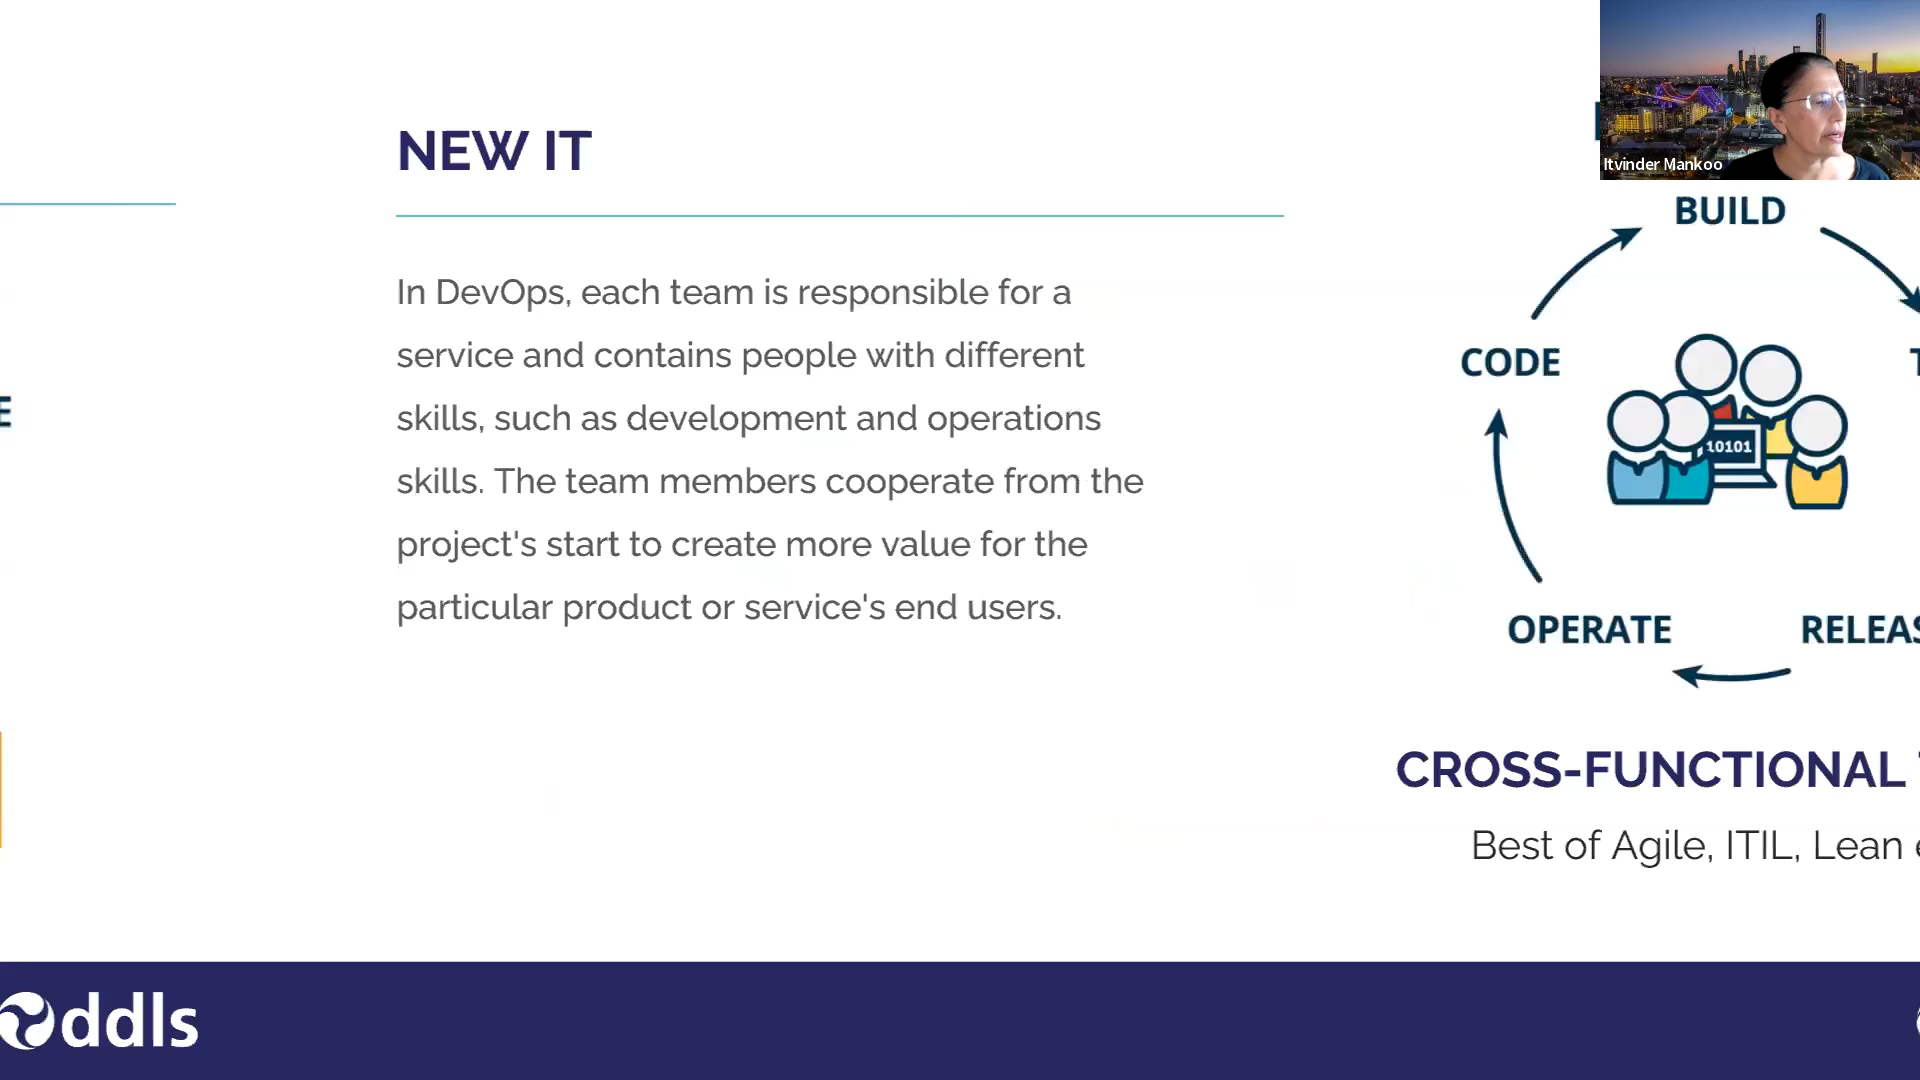 NEW IT
In DevOps, each team is responsible for a
service and contains people with different
skills, such as development and operations
skills. The team members cooperate from the
project's start to create more value for the
particular product or service's end users.
Itvinder Mankoo
BUILD
CODE
10101
OPERATE
RELEAS
CROSS-FUNCTIONAL
Best of Agile, ITIL, Lean
ddls